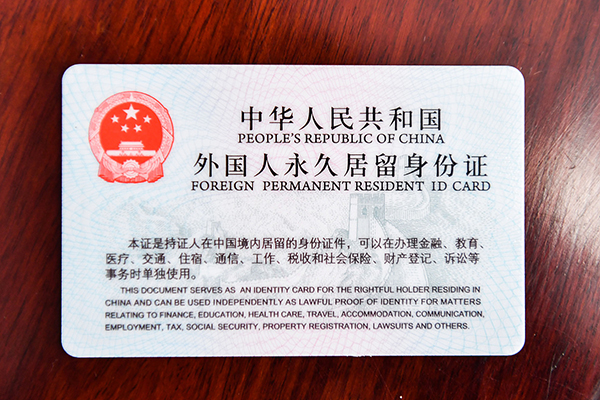 中华人民共和国
PEOPLE'S REPUBLIC OF CHINA
外国人永久居留身份证
FOREIGN PERMANENT RESIDENT ID CARD
本证是持证人在中国境内居留的身份证件，可以在办理金融、教育、
医疗、交通、住宿、通信、工作、税收和社会保险、财产登记、诉讼等
事务时单独使用。
THIS DOCUMENT SERVES AS AN IDENTITY CARD FOR THE RIGHTFUL HOLDER RESIDING IN
CHINA AND CAN BE USED INDEPENDENTLY AS LAWFUL PROOF OF IDENTITY FOR MATTERS
RELATING TO FINANCE, EDUCATION, HEALTH CARE, TRAVEL, ACCOMMODATION, COMMUNICATION,
EMPLOYMENT, TAX, SOCIAL SECURITY, PROPERTY REGISTRATION, LAWSUITS AND OTHERS.